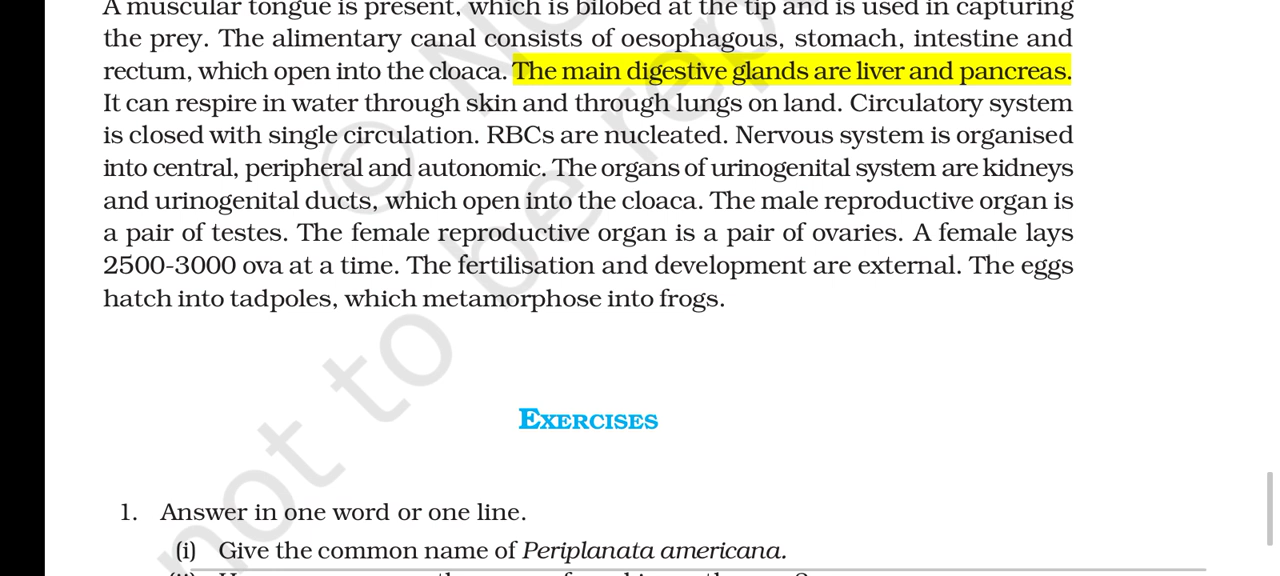 A muscular tongue is present, which is bilobed at the tip and is used in capturing
the prey. The alimentary canal consists of oesophagous, stomach, intestine and
rectum, which open into the cloaca. The main digestive glands are liver and pancreas.
It can respire in water through skin and through lungs on land. Circulatory system
is closed with single circulation. RBCs are nucleated. Nervous system is organised
into central, peripheral and autonomic. The organs of urinogenital system are kidneys
and urinogenital ducts, which open into the cloaca. The male reproductive organ is
a pair of testes. The female reproductive organ is a pair of ovaries. A female lays
2500-3000 ova at a time. The fertilisation and development are external. The eggs
hatch into tadpoles, which metamorphose into frogs.
not to be rep
© N
EXERCISES
1. Answer in one word or one line.
(i) Give the common name of Periplanata americana.